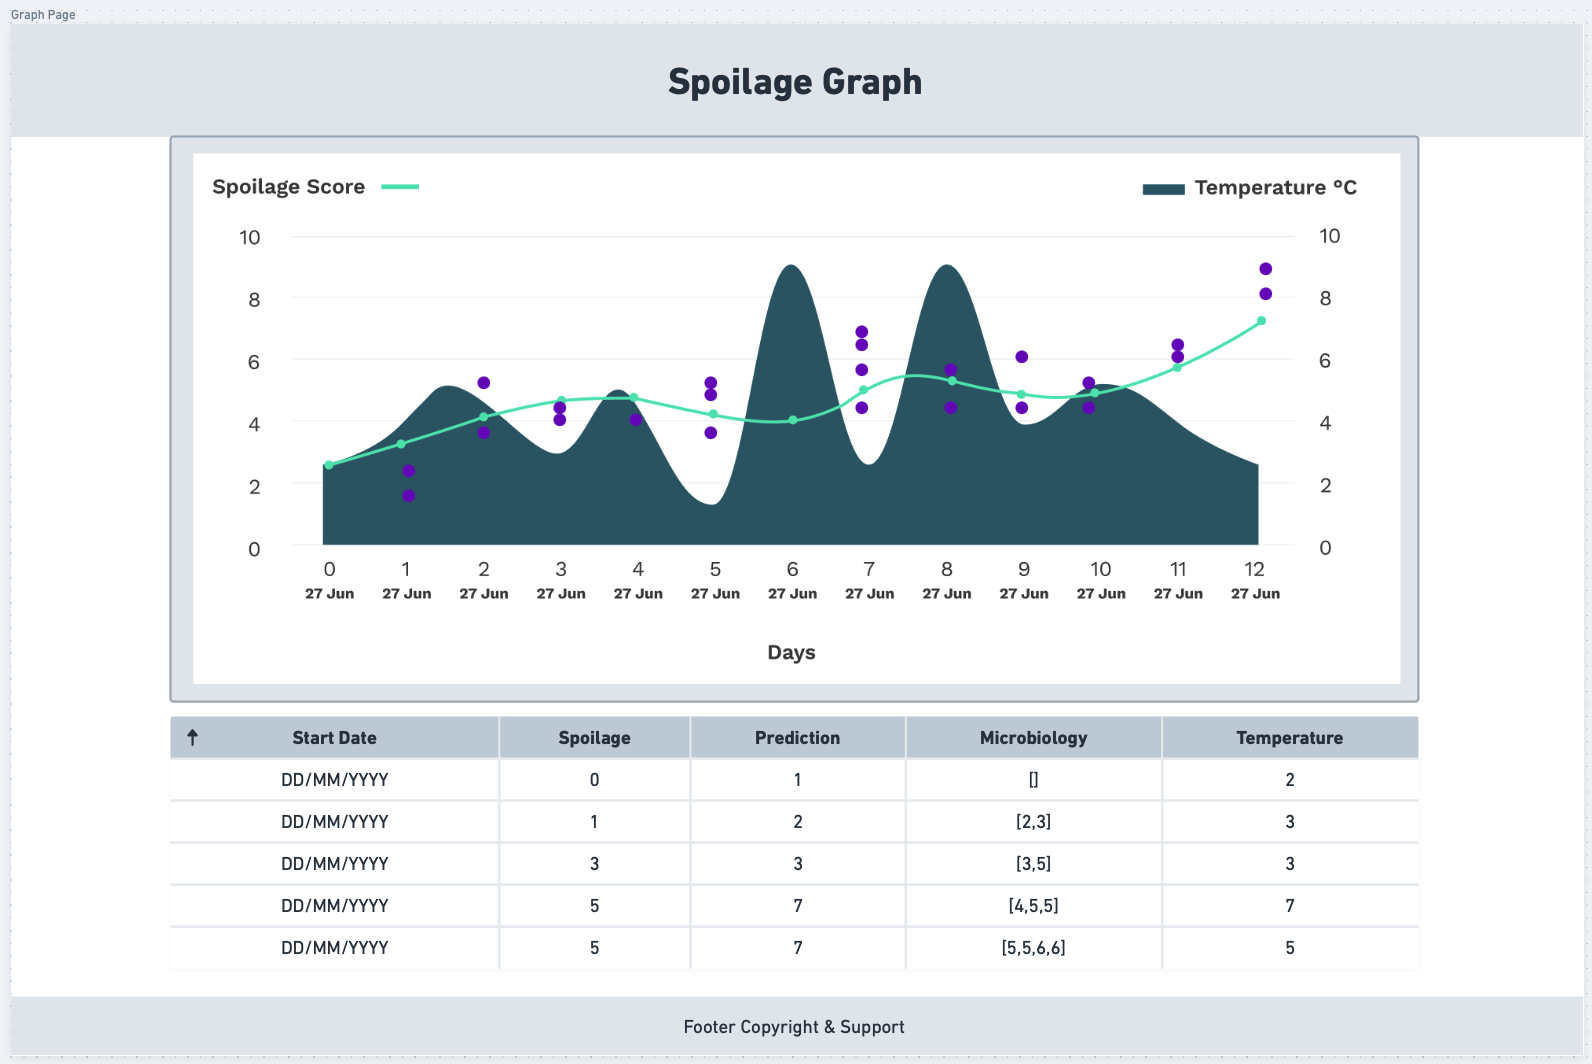 Graph Page
Spoilage Graph
Spoilage Score
Temperature °C
10 10
8 8
6 6
4 4
2 2
0 0
0 1 2 3 4 5 6 7 8 9 10 11 12
27 Jun 27 Jun 27 Jun 27 Jun 27 Jun 27 Jun 27 Jun 27 Jun 27 Jun 27 Jun 27 Jun 27 Jun 27 Jun
Days
Start Date Spoilage Prediction Microbiology Temperature
DD/MM/YYYY 0 1 [] 2
DD/MM/YYYY 1 2 [2,3] 3
DD/MM/YYYY 3 3 [3,5] 3
DD/MM/YYYY 5 7 [4,5,5] 7
DD/MM/YYYY 5 7 [5,5,6,6] 5
Footer Copyright & Support